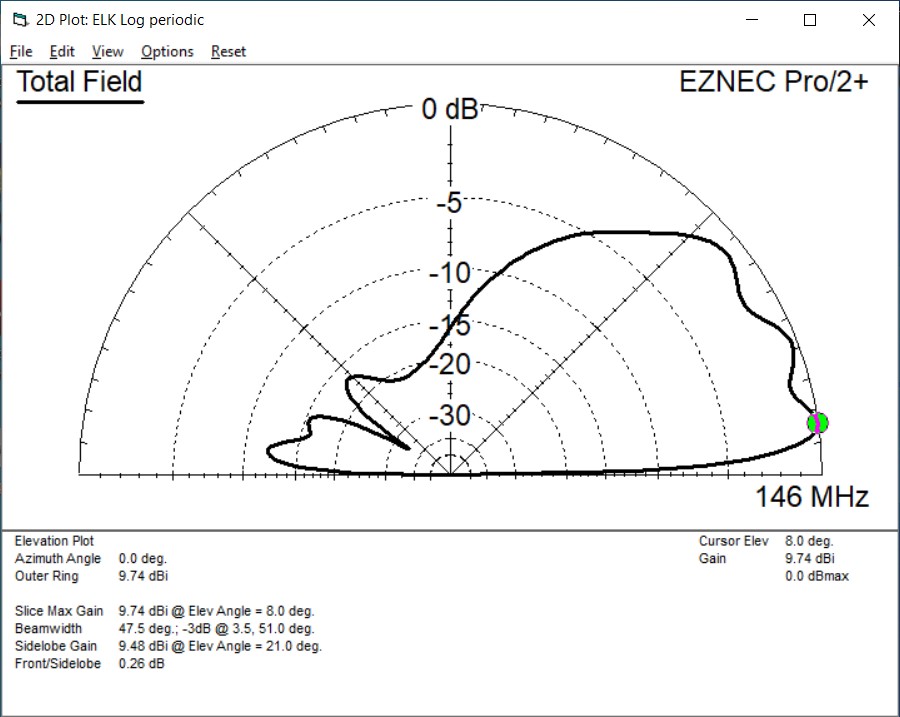 2D Plot: ELK Log periodic
File Edit View Options Reset
Total Field EZNEC Pro/2+
0 dB
-5
-10
-15
-20
-30
146 MHz
Elevation Plot Cursor Elev 8.0 deg.
Azimuth Angle 0.0 deg. Gain 9.74 dBi
Outer Ring 9.74 dBi 0.0 dBmax
Slice Max Gain 9.74 dBi @ Elev Angle = 8.0 deg.
Beamwidth 47.5 deg.; -3dB @ 3.5, 51.0 deg.
Sidelobe Gain 9.48 dBi @ Elev Angle = 21.0 deg.
Front/Sidelobe 0.26 dB